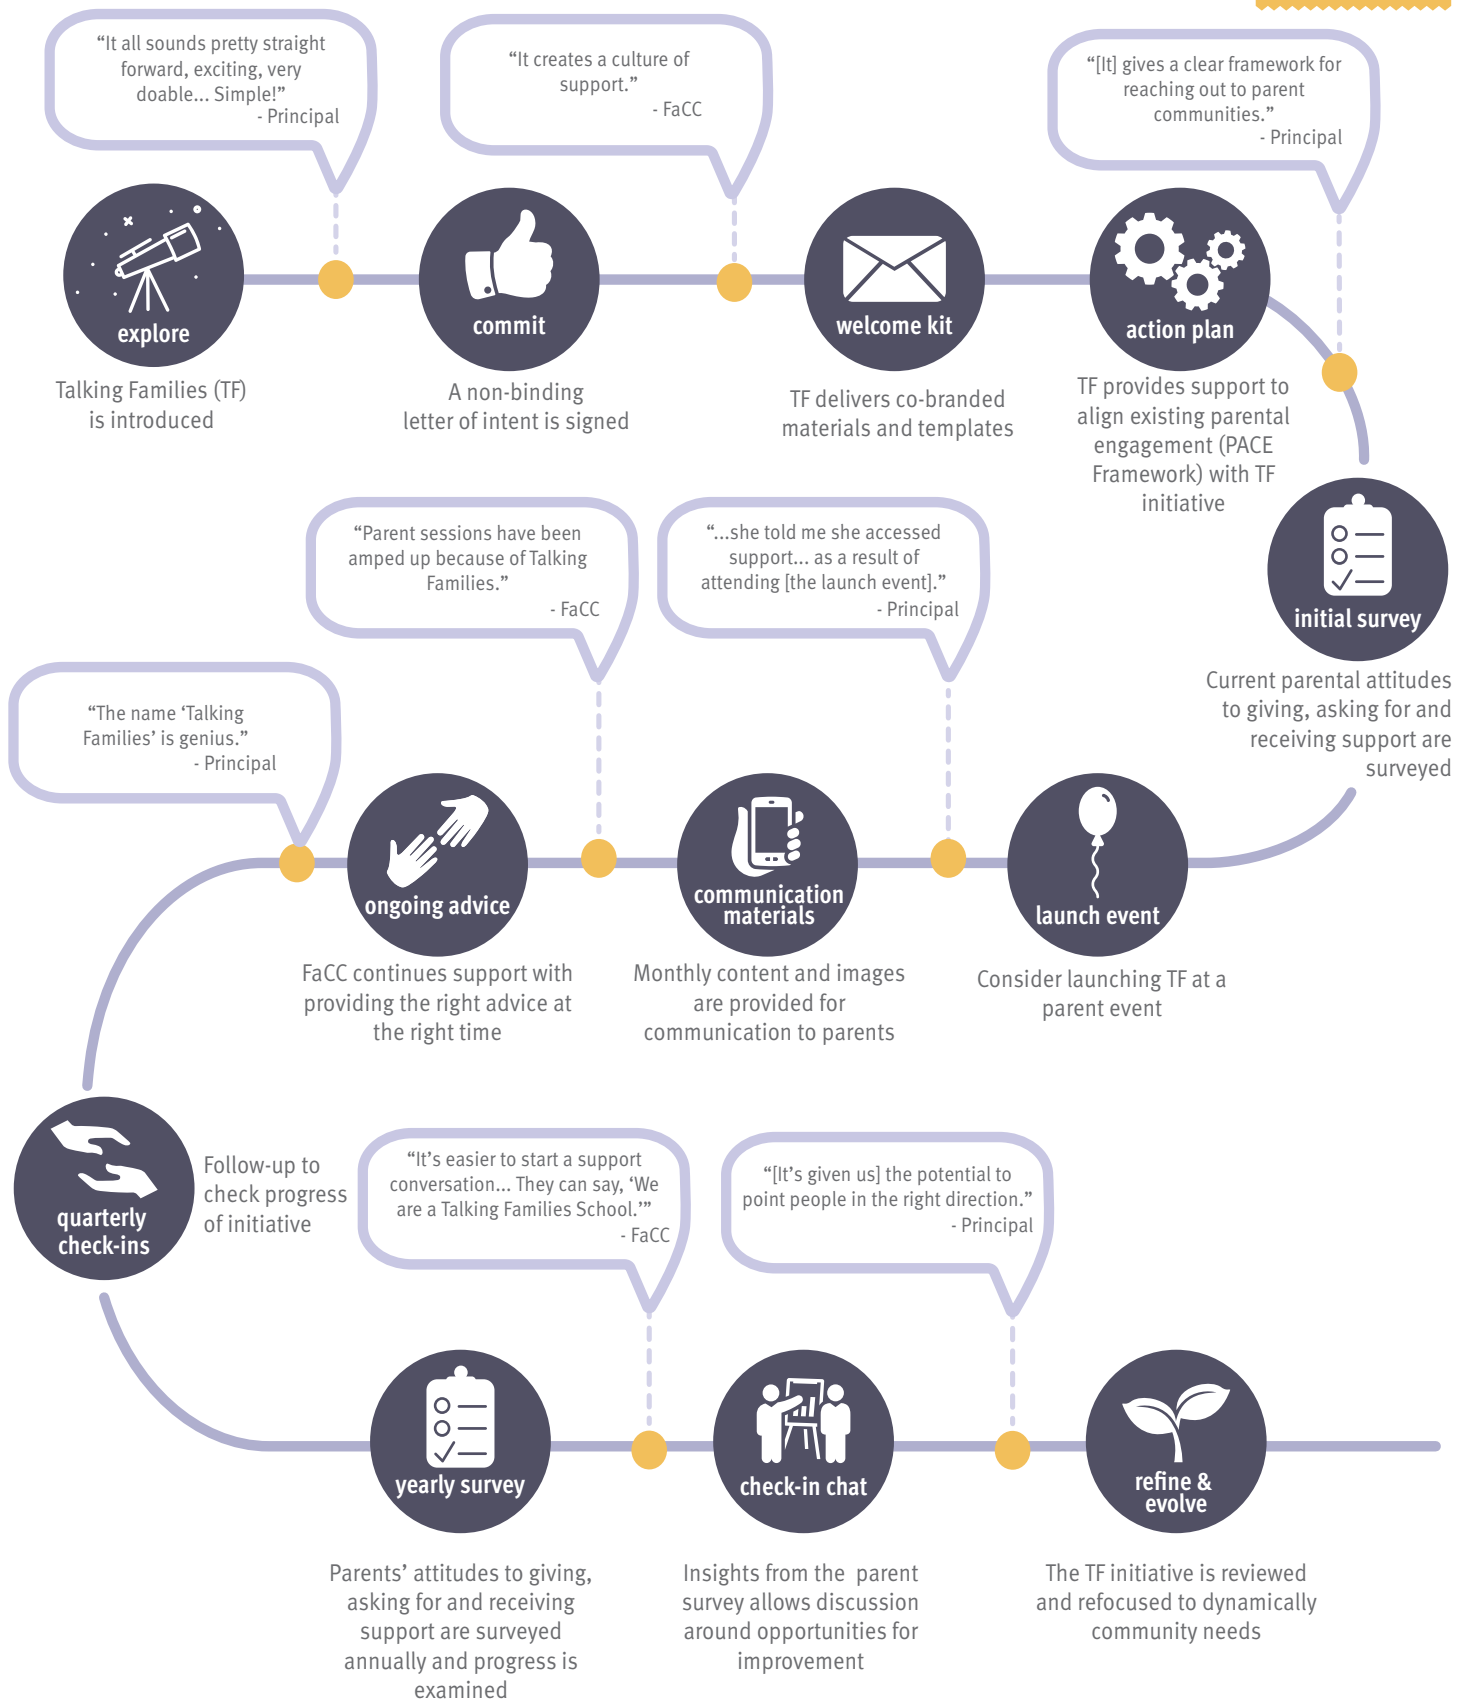 “It all sounds pretty straight
forward, exciting, very
doable... Simple!”
- Principal
“It creates a culture of
support.”
- FaCC
“[It] gives a clear framework for
reaching out to parent
communities.”
- Principal
explore
Talking Families (TF)
is introduced
commit
A non-binding
letter of intent is signed
welcome kit
TF delivers co-branded
materials and templates
action plan
TF provides support to
align existing parental
engagement (PACE
Framework) with TF
initiative
initial survey
Current parental attitudes
to giving, asking for and
receiving support are
surveyed
“...she told me she accessed
support... as a result of
attending [the launch event].”
- Principal
“Parent sessions have been
amped up because of Talking
Families.”
- FaCC
“The name ‘Talking
Families’ is genius.”
- Principal
launch event
Consider launching TF at a
parent event
communication
materials
Monthly content and images
are provided for
communication to parents
ongoing advice
FaCC continues support with
providing the right advice at
the right time
quarterly
check-ins
Follow-up to
check progress
of initiative
“It’s easier to start a support
conversation... They can say, ‘We
are a Talking Families School.’”
- FaCC
“[It’s given us] the potential to
point people in the right direction.”
- Principal
yearly survey
Parents’ attitudes to giving,
asking for and receiving
support are surveyed
annually and progress is
examined
check-in chat
Insights from the parent
survey allows discussion
around opportunities for
improvement
refine &
evolve
The TF initiative is reviewed
and refocused to dynamically
community needs